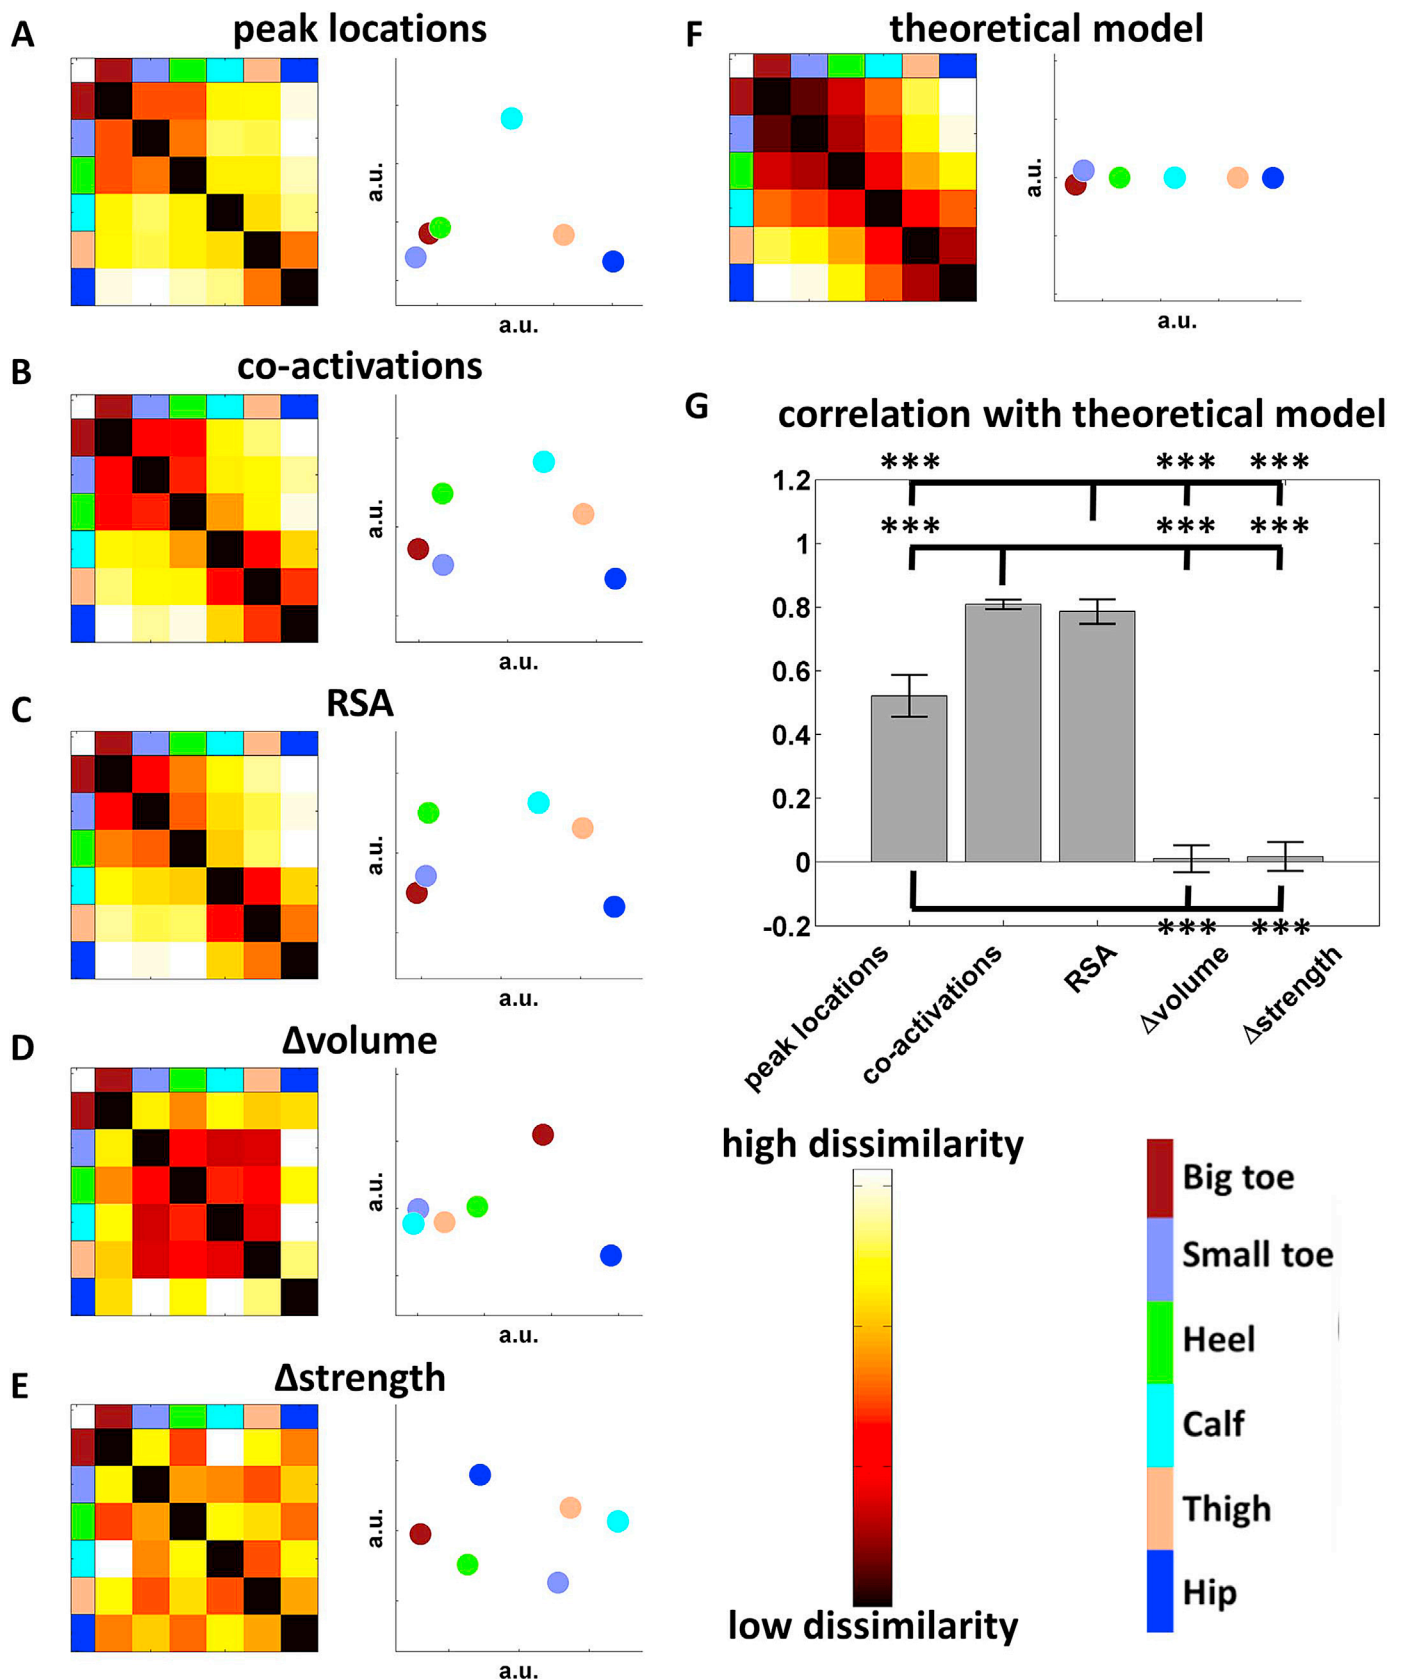 A
peak locations
a.u.
a.u.
B
co-activations
a.u.
a.u.
C
RSA
a.u.
a.u.
D
Δvolume
a.u.
a.u.
E
Δstrength
a.u.
a.u.
F
theoretical model
a.u.
a.u.
G
correlation with theoretical model
*** *** ***
1.2
*** *** ***
1
0.8
0.6
0.4
0.2
0
-0.2
*** ***
peak locations
co-activations
RSA
Δvolume
Δstrength
high dissimilarity
low dissimilarity
Big toe
Small toe
Heel
Calf
Thigh
Hip